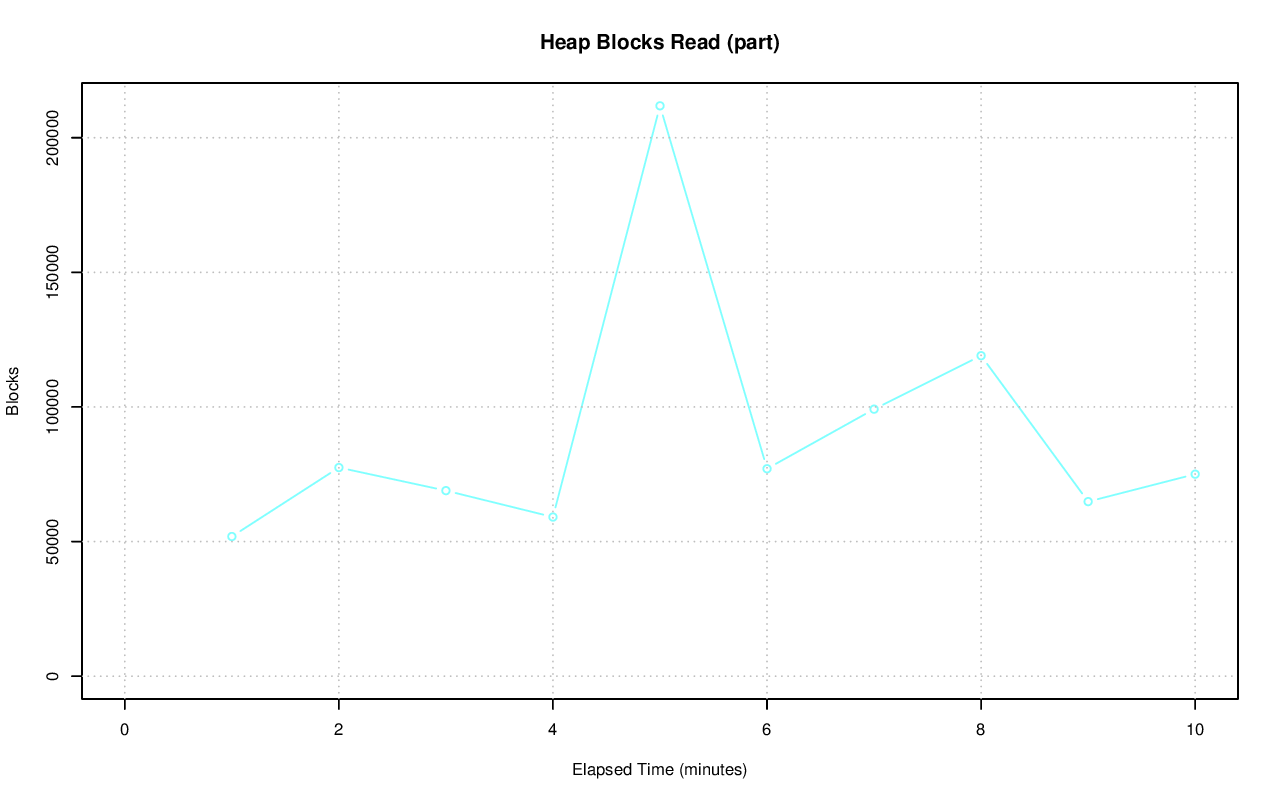 Heap Blocks Read (part)
Blocks
200000
150000
100000
50000
0
0 2 4 6 8 10
Elapsed Time (minutes)